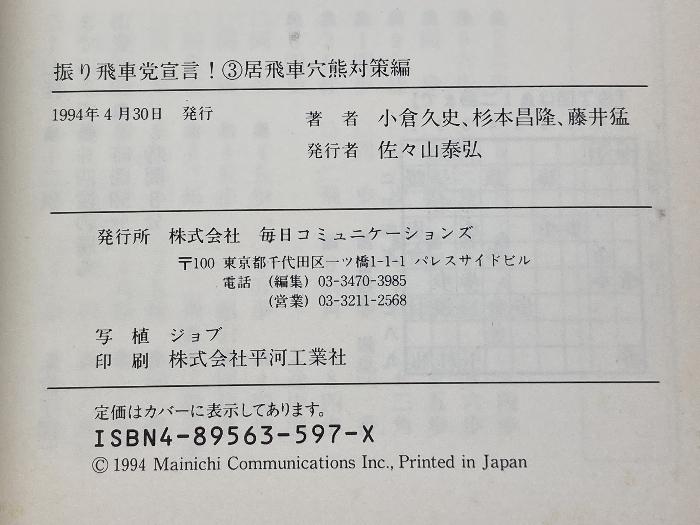 振り飛車党宣言！③居飛車穴熊対策編
1994年4月30日　発行
著　者　小倉久史、杉本昌隆、藤井猛
発行者　佐々山泰弘
発行所　株式会社　毎日コミュニケーションズ
〒100 東京都千代田区一ツ橋1-1-1 パレスサイドビル
電話　(編集) 03-3470-3985
(営業) 03-3211-2568
写　植　ジョブ
印　刷　株式会社平河工業社
定価はカバーに表示してあります。
ISBN4-89563-597-X
© 1994 Mainichi Communications Inc., Printed in Japan